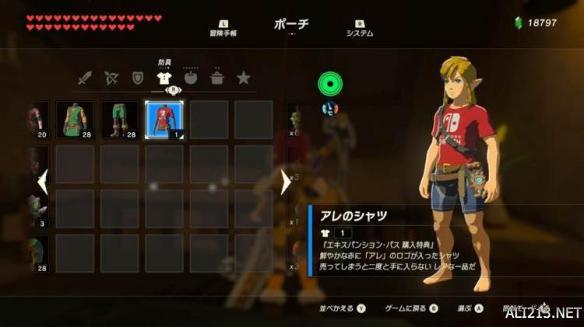 L
ポーチ
R
18797
冒険手帳
システム
防具
R
20
28
28
1
アレのシャツ
1
「エキスパンション・パス 購入特典」
鮮やかな赤に「アレ」のロゴが入ったシャツ
売ってしまうと二度と手に入らない レアな一品だ
28
並べかえる Y
ゲームに戻る B
選ぶ A
ALI213.NET